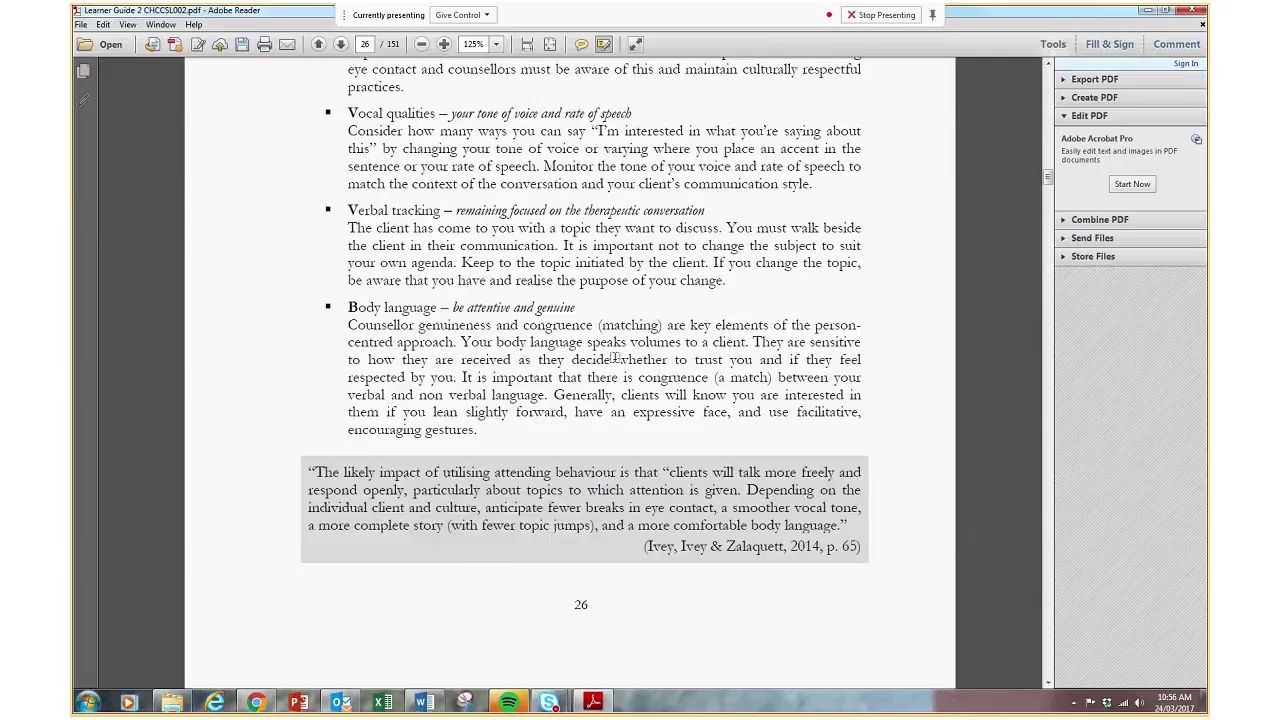 Learner Guide 2 CHCCSL002.pdf - Adobe Reader
Currently presenting
Give Control
Stop Presenting
File Edit View Window Help
Open
26 / 151
125%
Tools
Fill & Sign
Comment
Sign In
eye contact and counsellors must be aware of this and maintain culturally respectful
practices.
▪ Vocal qualities – your tone of voice and rate of speech
Consider how many ways you can say “I’m interested in what you’re saying about
this” by changing your tone of voice or varying where you place an accent in the
sentence or your rate of speech. Monitor the tone of your voice and rate of speech to
match the context of the conversation and your client’s communication style.
▪ Verbal tracking – remaining focused on the therapeutic conversation
The client has come to you with a topic they want to discuss. You must walk beside
the client in their communication. It is important not to change the subject to suit
your own agenda. Keep to the topic initiated by the client. If you change the topic,
be aware that you have and realise the purpose of your change.
▪ Body language – be attentive and genuine
Counsellor genuineness and congruence (matching) are key elements of the person-
centred approach. Your body language speaks volumes to a client. They are sensitive
to how they are received as they decide whether to trust you and if they feel
respected by you. It is important that there is congruence (a match) between your
verbal and non verbal language. Generally, clients will know you are interested in
them if you lean slightly forward, have an expressive face, and use facilitative,
encouraging gestures.
“The likely impact of utilising attending behaviour is that “clients will talk more freely and
respond openly, particularly about topics to which attention is given. Depending on the
individual client and culture, anticipate fewer breaks in eye contact, a smoother vocal tone,
a more complete story (with fewer topic jumps), and a more comfortable body language.”
(Ivey, Ivey & Zalaquett, 2014, p. 65)
26
Export PDF
Create PDF
Edit PDF
Adobe Acrobat Pro
Easily edit text and images in PDF
documents
Start Now
Combine PDF
Send Files
Store Files
10:56 AM
24/03/2017